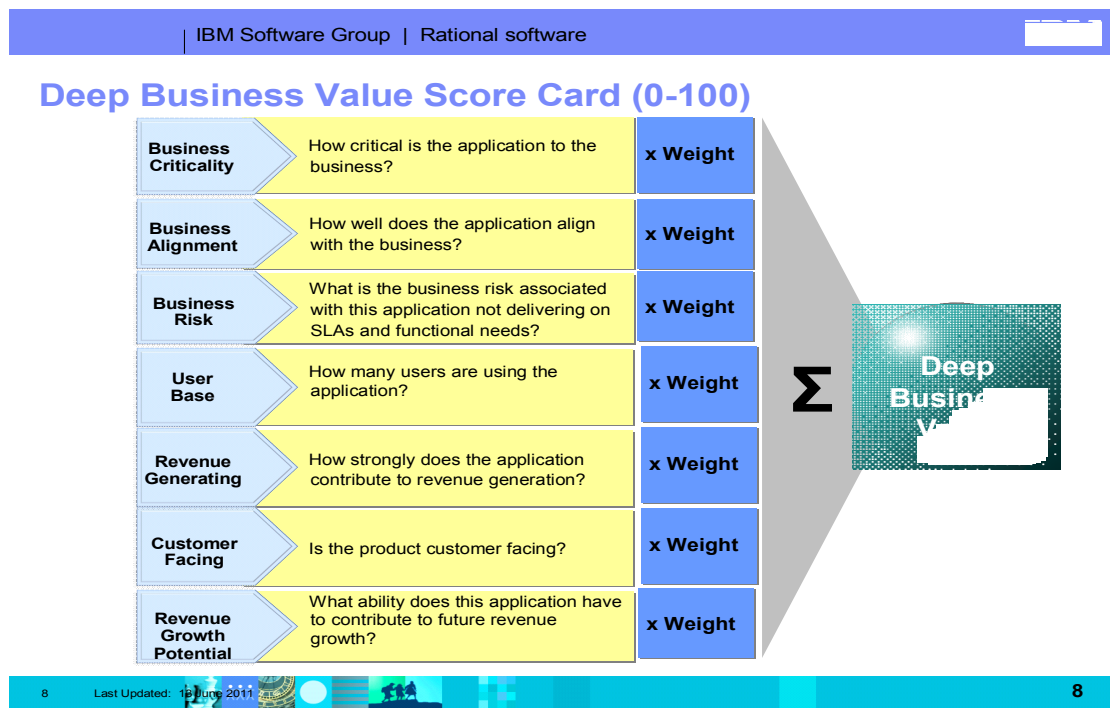 IBM Software Group | Rational software
Deep Business Value Score Card (0-100)
Business
Criticality
How critical is the application to the
business?
x Weight
Business
Alignment
How well does the application align
with the business?
x Weight
Business
Risk
What is the business risk associated
with this application not delivering on
SLAs and functional needs?
x Weight
User
Base
How many users are using the
application?
x Weight
Revenue
Generating
How strongly does the application
contribute to revenue generation?
x Weight
Customer
Facing
Is the product customer facing?
x Weight
Revenue
Growth
Potential
What ability does this application have
to contribute to future revenue
growth?
x Weight
Σ
Deep
8
Last Updated: 13 June 2011
8